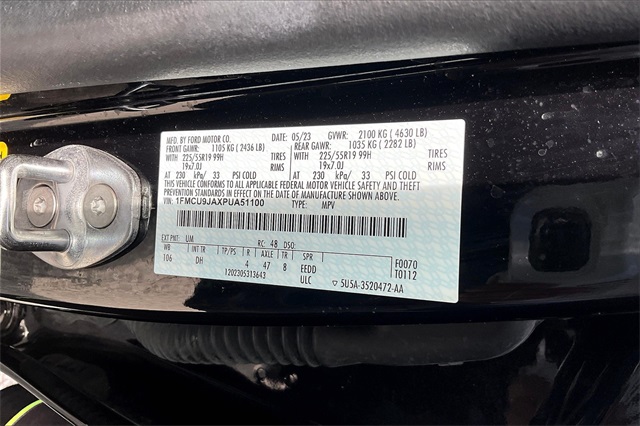 MFD. BY FORD MOTOR CO. DATE: 05/23 GVWR: 2100 KG ( 4630 LB)
FRONT GAWR: 1105 KG ( 2436 LB) REAR GAWR: 1035 KG ( 2282 LB)
WITH 225/55R19 99H TIRES WITH 225/55R19 99H TIRES
19x7.0J RIMS 19x7.0J RIMS
AT 230 kPa/ 33 PSI COLD AT 230 kPa/ 33 PSI COLD
THIS VEHICLE CONFORMS TO ALL APPLICABLE FEDERAL MOTOR VEHICLE SAFETY AND THEFT
PREVENTION STANDARDS IN EFFECT ON THE DATE OF MANUFACTURE SHOWN ABOVE.
VIN: 1FMCU9JAXPUA51100 TYPE: MPV
EXT PNT: UM RC: 48 DSO: F0070
WB INT TR TP/PS R AXLE TR SPR T0112
106 DH 4 47 8 EEDD
1202305313643 ULC 5U5A-3520472-AA